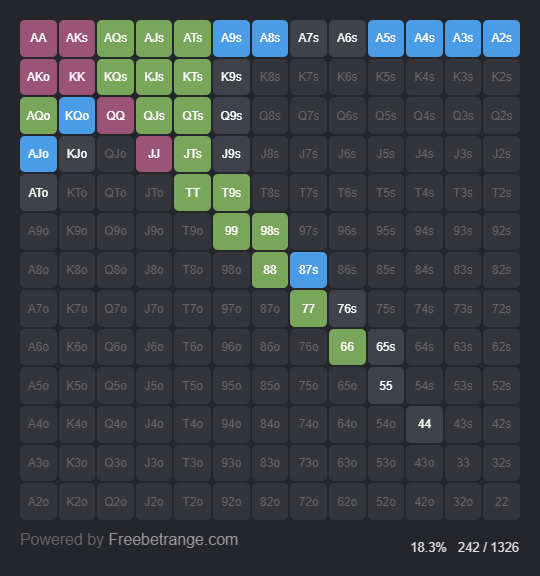 AA AKs AQs AJs ATs A9s A8s A7s A6s A5s A4s A3s A2s
AKo KK KQs KJs KTs K9s K8s K7s K6s K5s K4s K3s K2s
AQo KQo QQ QJs QTs Q9s Q8s Q7s Q6s Q5s Q4s Q3s Q2s
AJo KJo QJo JJ JTs J9s J8s J7s J6s J5s J4s J3s J2s
ATo KTo QTo JTo TT T9s T8s T7s T6s T5s T4s T3s T2s
A9o K9o Q9o J9o T9o 99 98s 97s 96s 95s 94s 93s 92s
A8o K8o Q8o J8o T8o 98o 88 87s 86s 85s 84s 83s 82s
A7o K7o Q7o J7o T7o 97o 87o 77 76s 75s 74s 73s 72s
A6o K6o Q6o J6o T6o 96o 86o 76o 66 65s 64s 63s 62s
A5o K5o Q5o J5o T5o 95o 85o 75o 65o 55 54s 53s 52s
A4o K4o Q4o J4o T4o 94o 84o 74o 64o 54o 44 43s 42s
A3o K3o Q3o J3o T3o 93o 83o 73o 63o 53o 43o 33 32s
A2o K2o Q2o J2o T2o 92o 82o 72o 62o 52o 42o 32o 22
Powered by Freebetrange.com
18.3% 242 / 1326